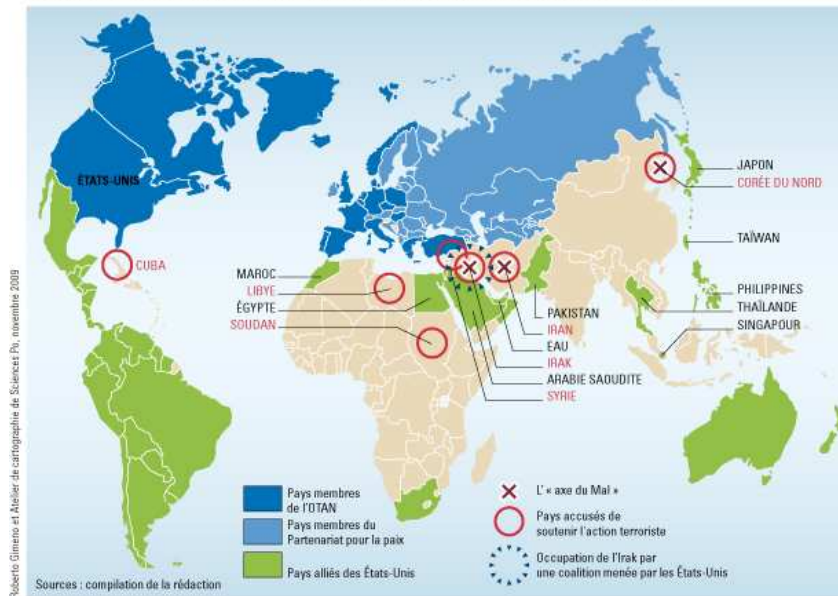 ÉTATS-UNIS
CUBA
MAROC
LIBYE
ÉGYPTE
SOUDAN
JAPON
CORÉE DU NORD
TAÏWAN
PHILIPPINES
THAÏLANDE
SINGAPOUR
PAKISTAN
IRAN
EAU
IRAK
ARABIE SAOUDITE
SYRIE
Pays membres
de l'OTAN
Pays membres du
Partenariat pour la paix
Pays alliés des États-Unis
L' « axe du Mal »
Pays accusés de
soutenir l'action terroriste
Occupation de l'Irak par
une coalition menée par les États-Unis
Sources : compilation de la rédaction
Roberto Gimeno et Atelier de cartographie de Sciences Po, novembre 2009